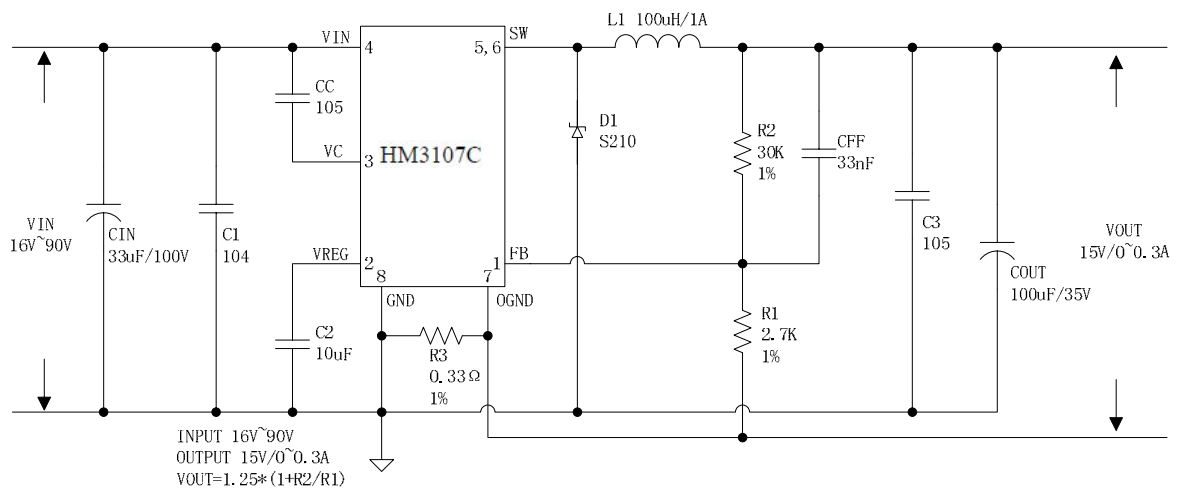 L1 100uH/1A
VIN
4
5,6
SW
CC
105
VC
3
HM3107C
D1
S210
R2
30K
1%
CFF
33nF
VIN
16V~90V
CIN
33uF/100V
C1
104
C3
105
VOUT
15V/0~0.3A
VREG
2
1
FB
8
7
GND
OGND
COUT
100uF/35V
C2
10uF
R3
0.33Ω
1%
R1
2.7K
1%
INPUT 16V~90V
OUTPUT 15V/0~0.3A
VOUT=1.25*(1+R2/R1)